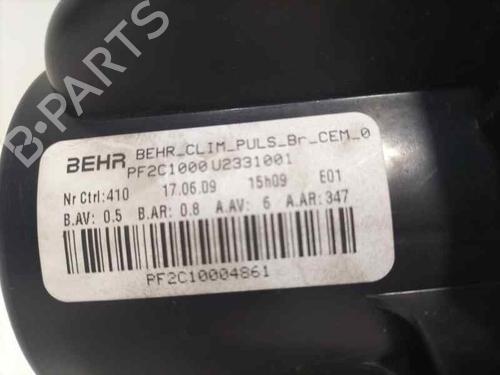 B-PARTS
BEHR BEHR_CLIM_PULS_Br_CEM_0
PF2C1000 U2331001
Nr Ctrl:410 17.06.09 15h09 E01
B.AV: 0.5 B.AR: 0.8 A.AV: 6 A.AR: 347
PF2C10004861